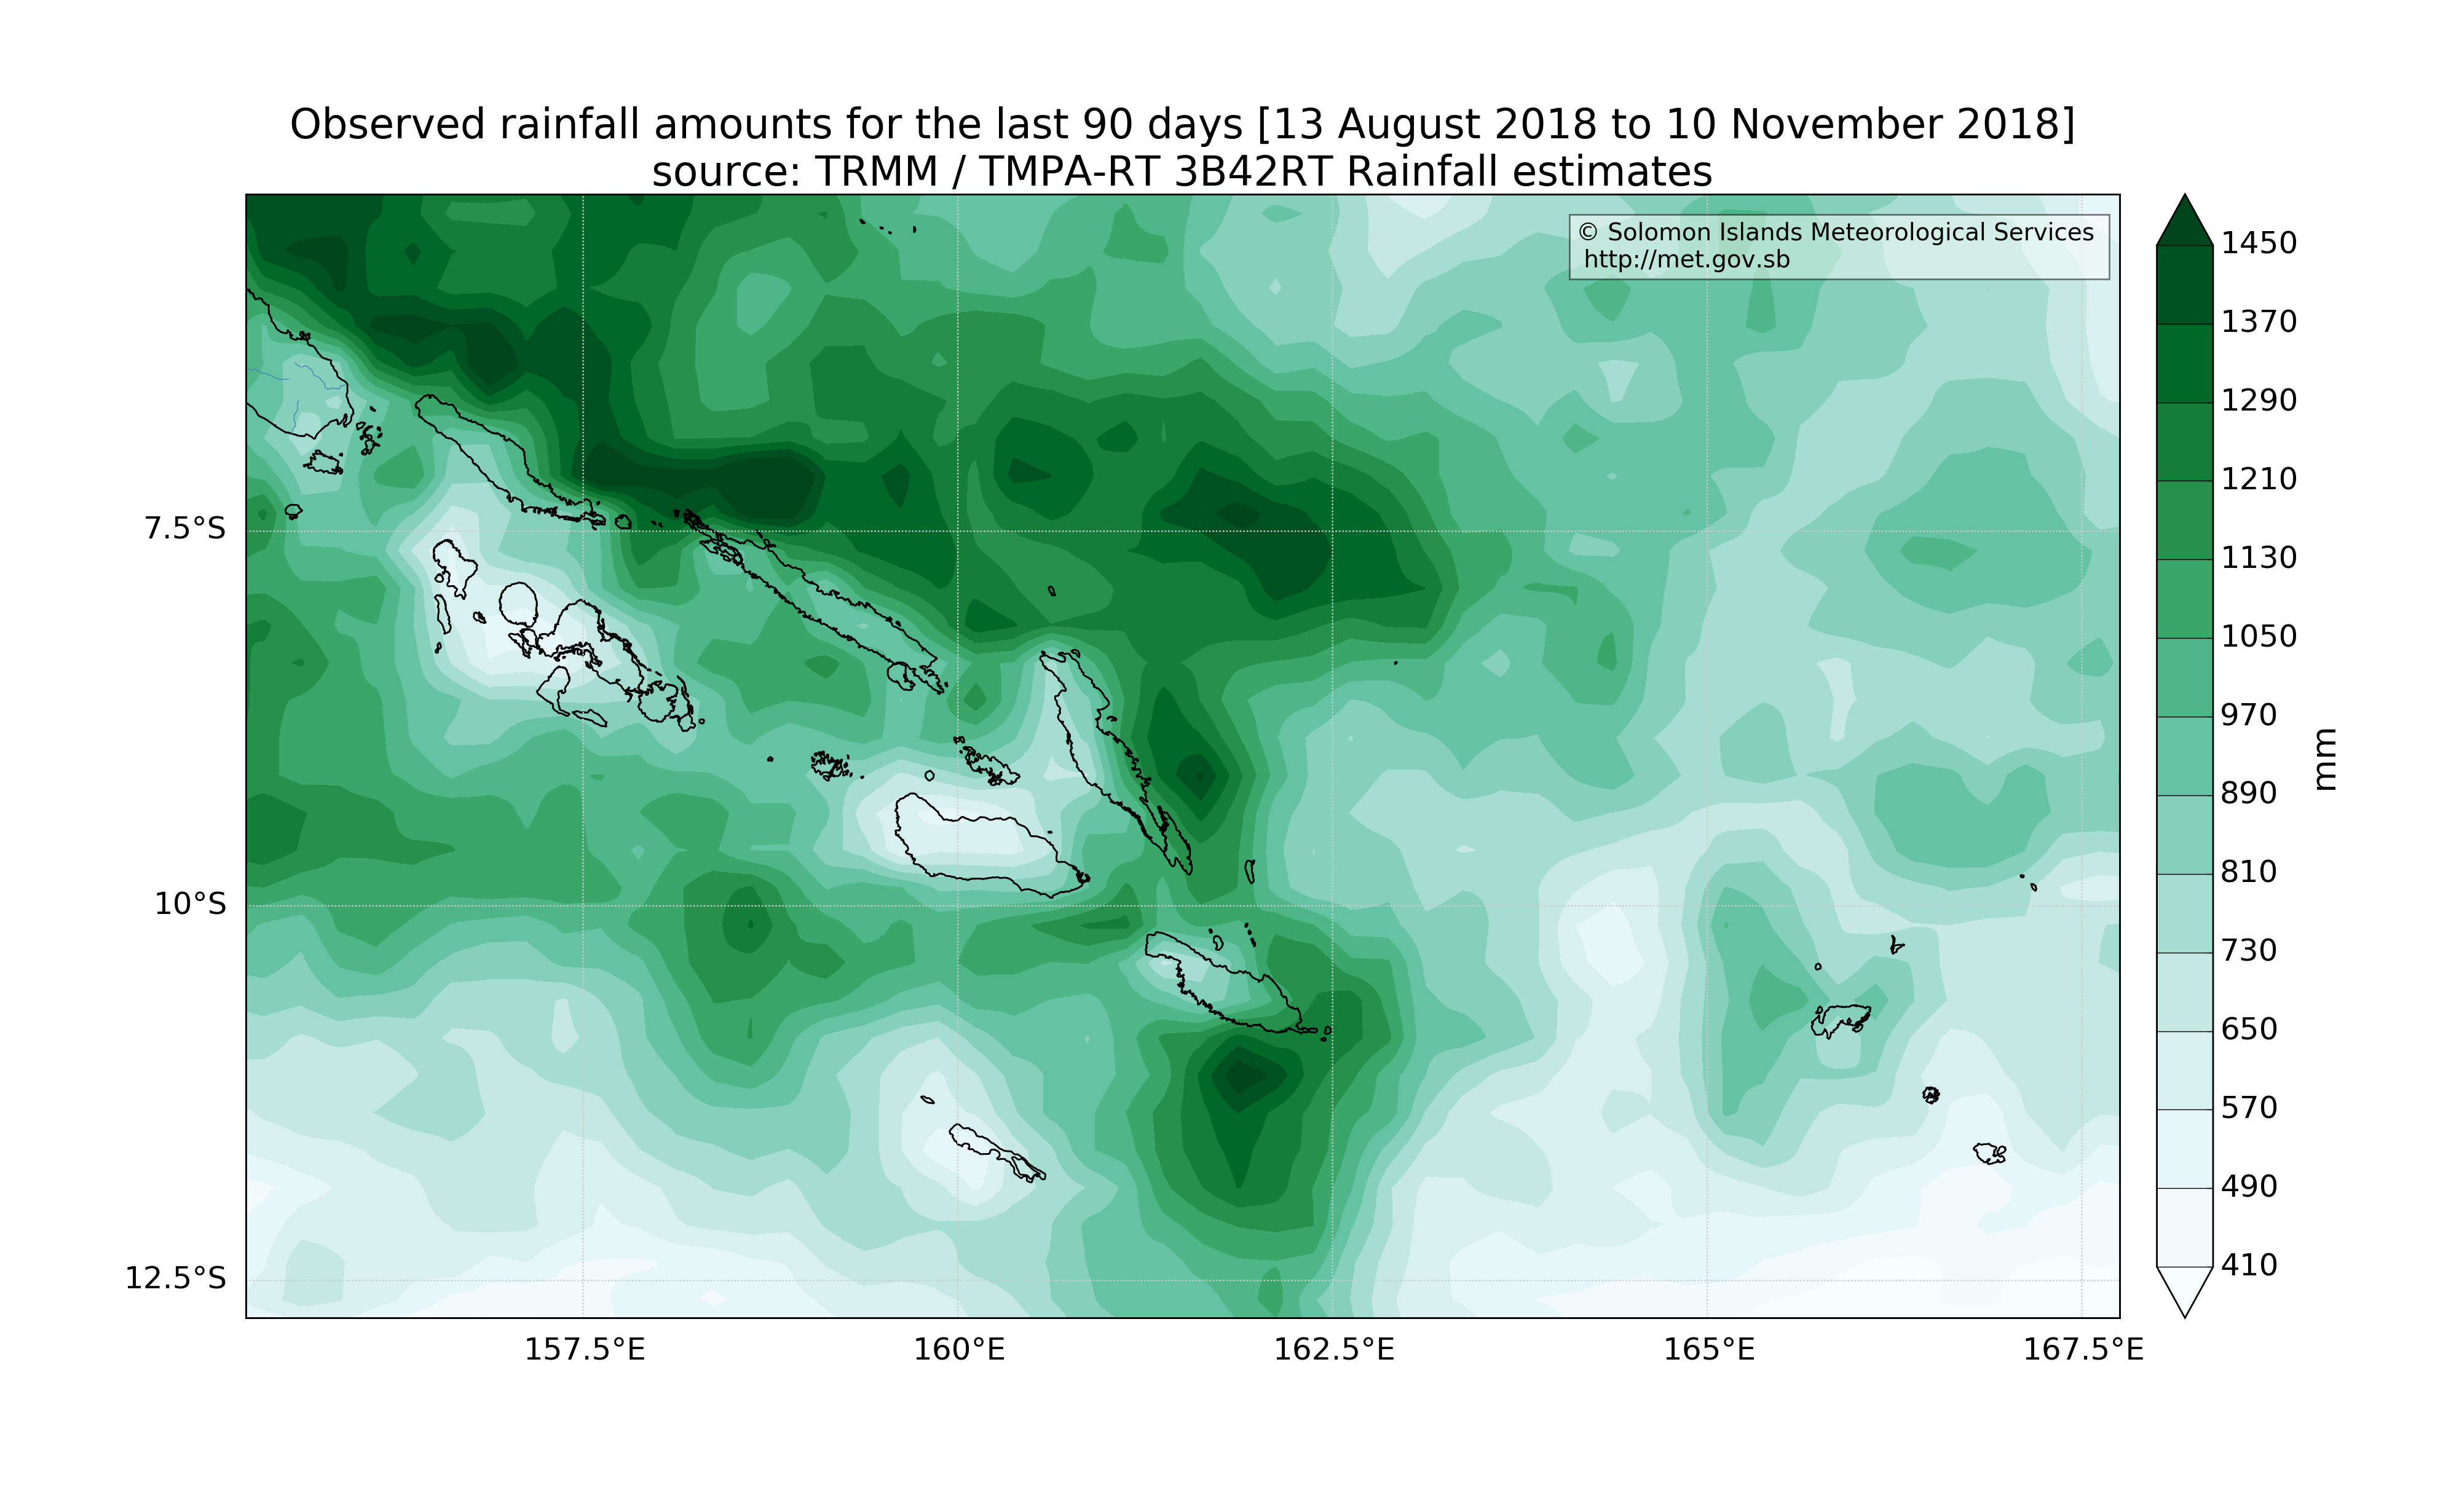 Observed rainfall amounts for the last 90 days [13 August 2018 to 10 November 2018]
source: TRMM / TMPA-RT 3B42RT Rainfall estimates
© Solomon Islands Meteorological Services
http://met.gov.sb
7.5°S
10°S
12.5°S
157.5°E
160°E
162.5°E
165°E
167.5°E
1450
1370
1290
1210
1130
1050
970
890
810
730
650
570
490
410
mm